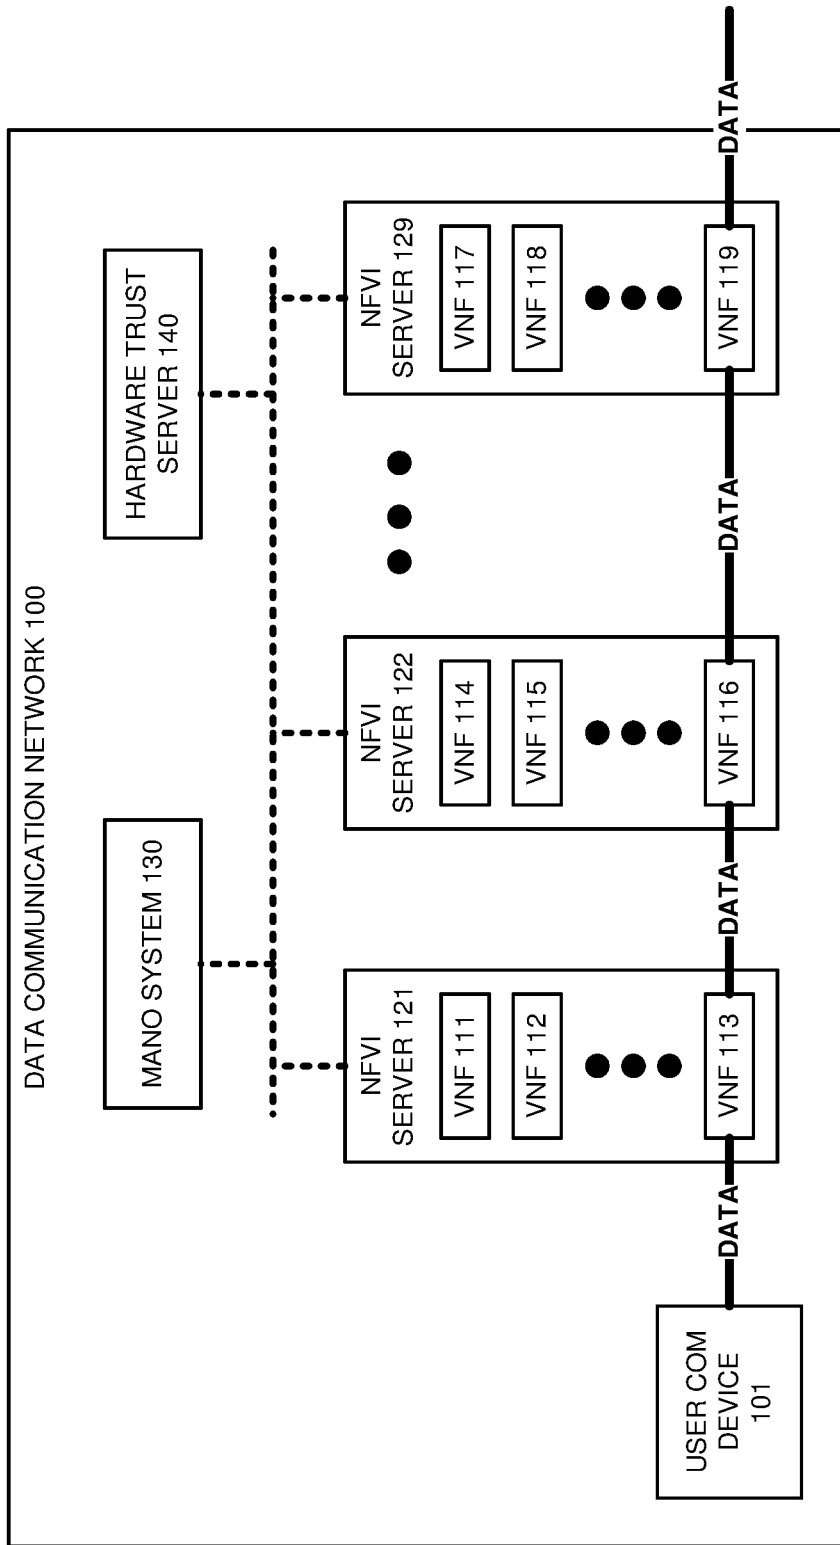 DATA COMMUNICATION NETWORK 100
MANO SYSTEM 130
HARDWARE TRUST
SERVER 140
NFVI
SERVER 121
VNF 111
VNF 112
VNF 113
NFVI
SERVER 122
VNF 114
VNF 115
VNF 116
NFVI
SERVER 129
VNF 117
VNF 118
VNF 119
USER COM
DEVICE
101
DATA
DATA
DATA
DATA